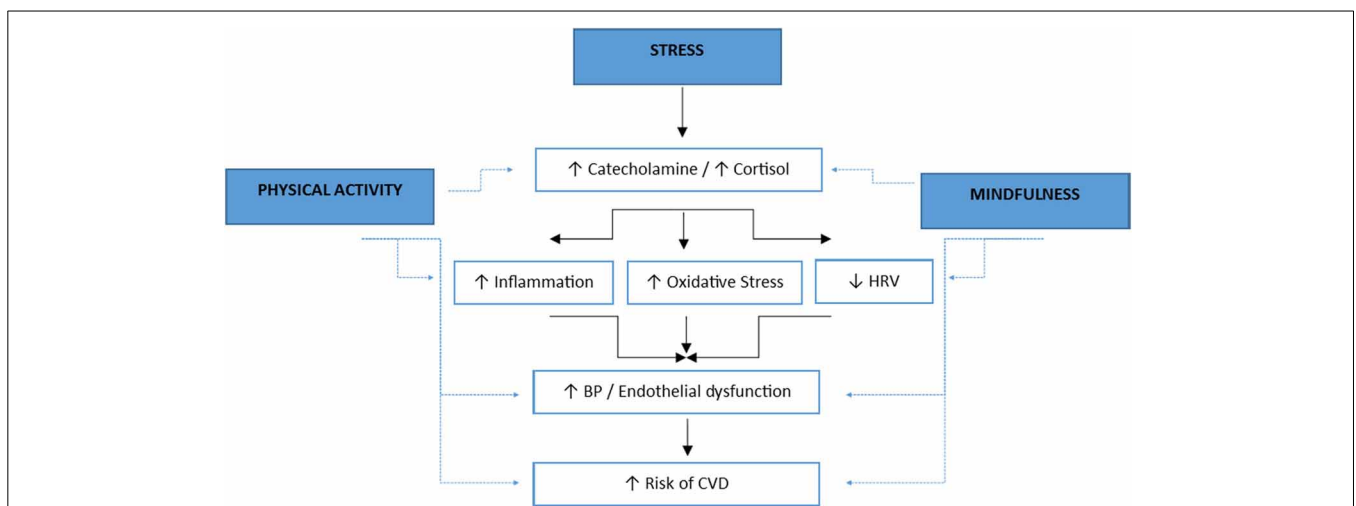 STRESS
↑ Catecholamine / ↑ Cortisol
PHYSICAL ACTIVITY
MINDFULNESS
↑ Inflammation
↑ Oxidative Stress
↓ HRV
↑ BP / Endothelial dysfunction
↑ Risk of CVD